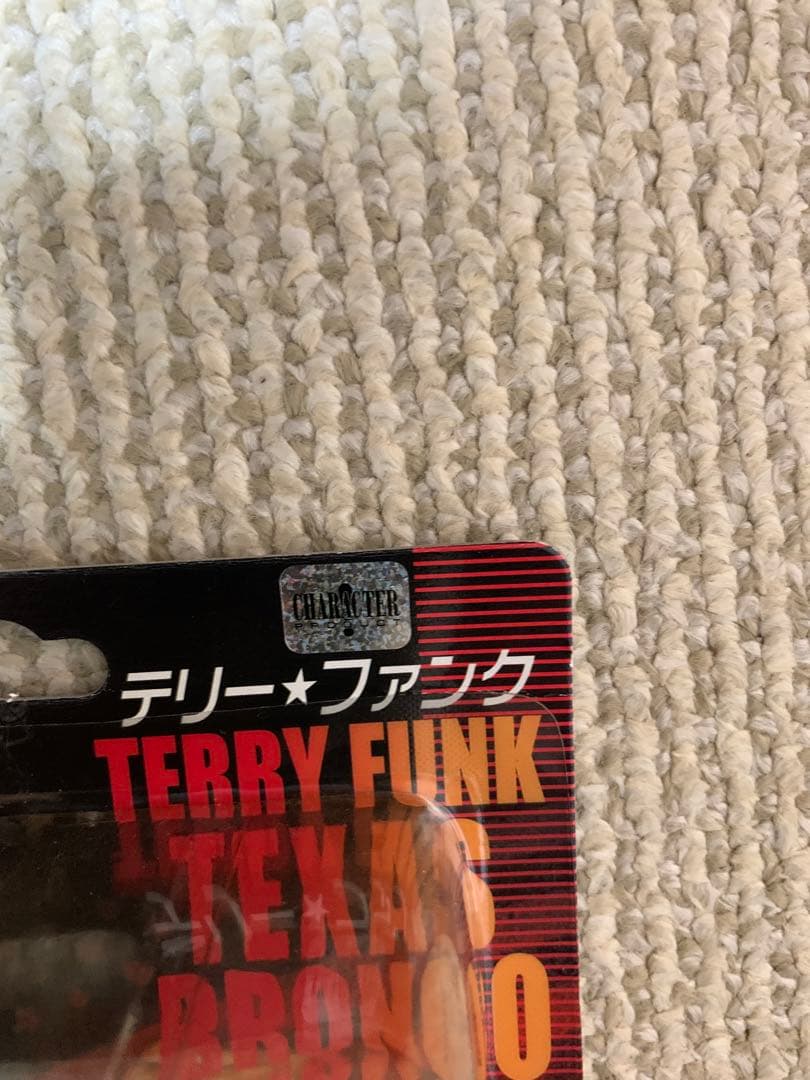 CHARACTER
PRODUCT
テリー★ファンク
TERRY FUNK
TEXAS
BRONCO